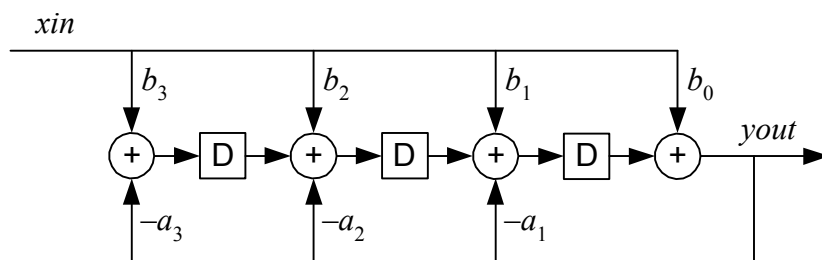 xin
b₃ b₂ b₁ b₀
yout
+ D + D + D +
−a₃ −a₂ −a₁